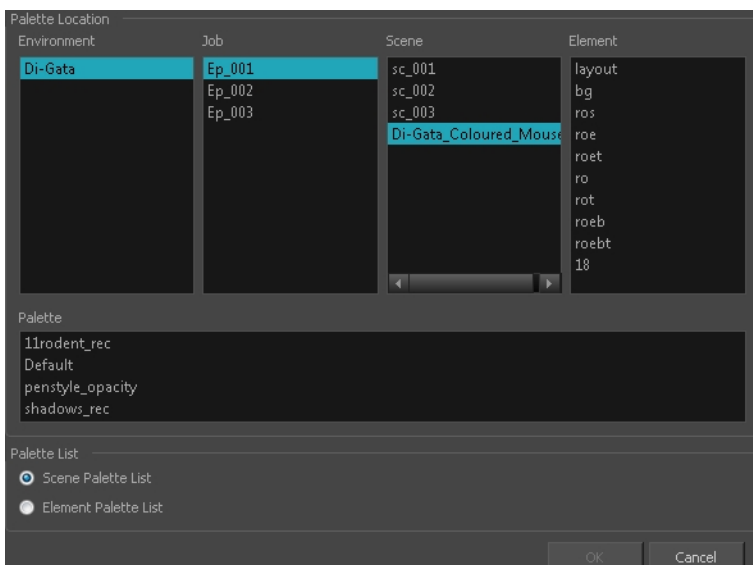 Palette Location
Environment
Di-Gata
Job
Ep_001
Ep_002
Ep_003
Scene
sc_001
sc_002
sc_003
Di-Gata_Coloured_Mouse
Element
layout
bg
ros
roe
roet
ro
rot
roeb
roebt
18
Palette
11rodent_rec
Default
penstyle_opacity
shadows_rec
Palette List
Scene Palette List
Element Palette List
OK
Cancel